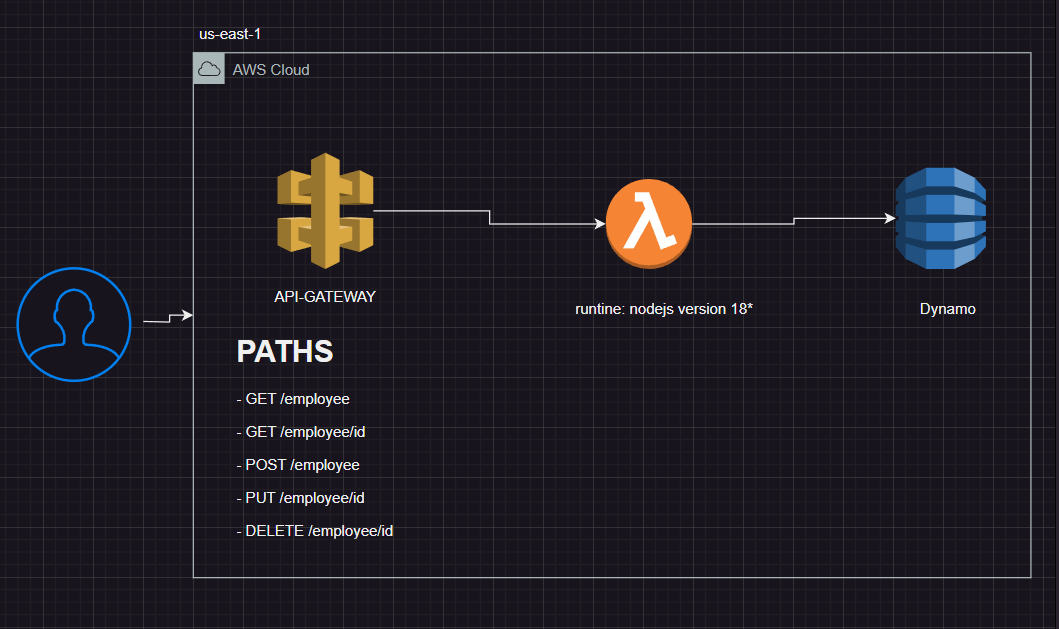 us-east-1
AWS Cloud
API-GATEWAY
runtime: nodejs version 18*
Dynamo
PATHS
- GET /employee
- GET /employee/id
- POST /employee
- PUT /employee/id
- DELETE /employee/id